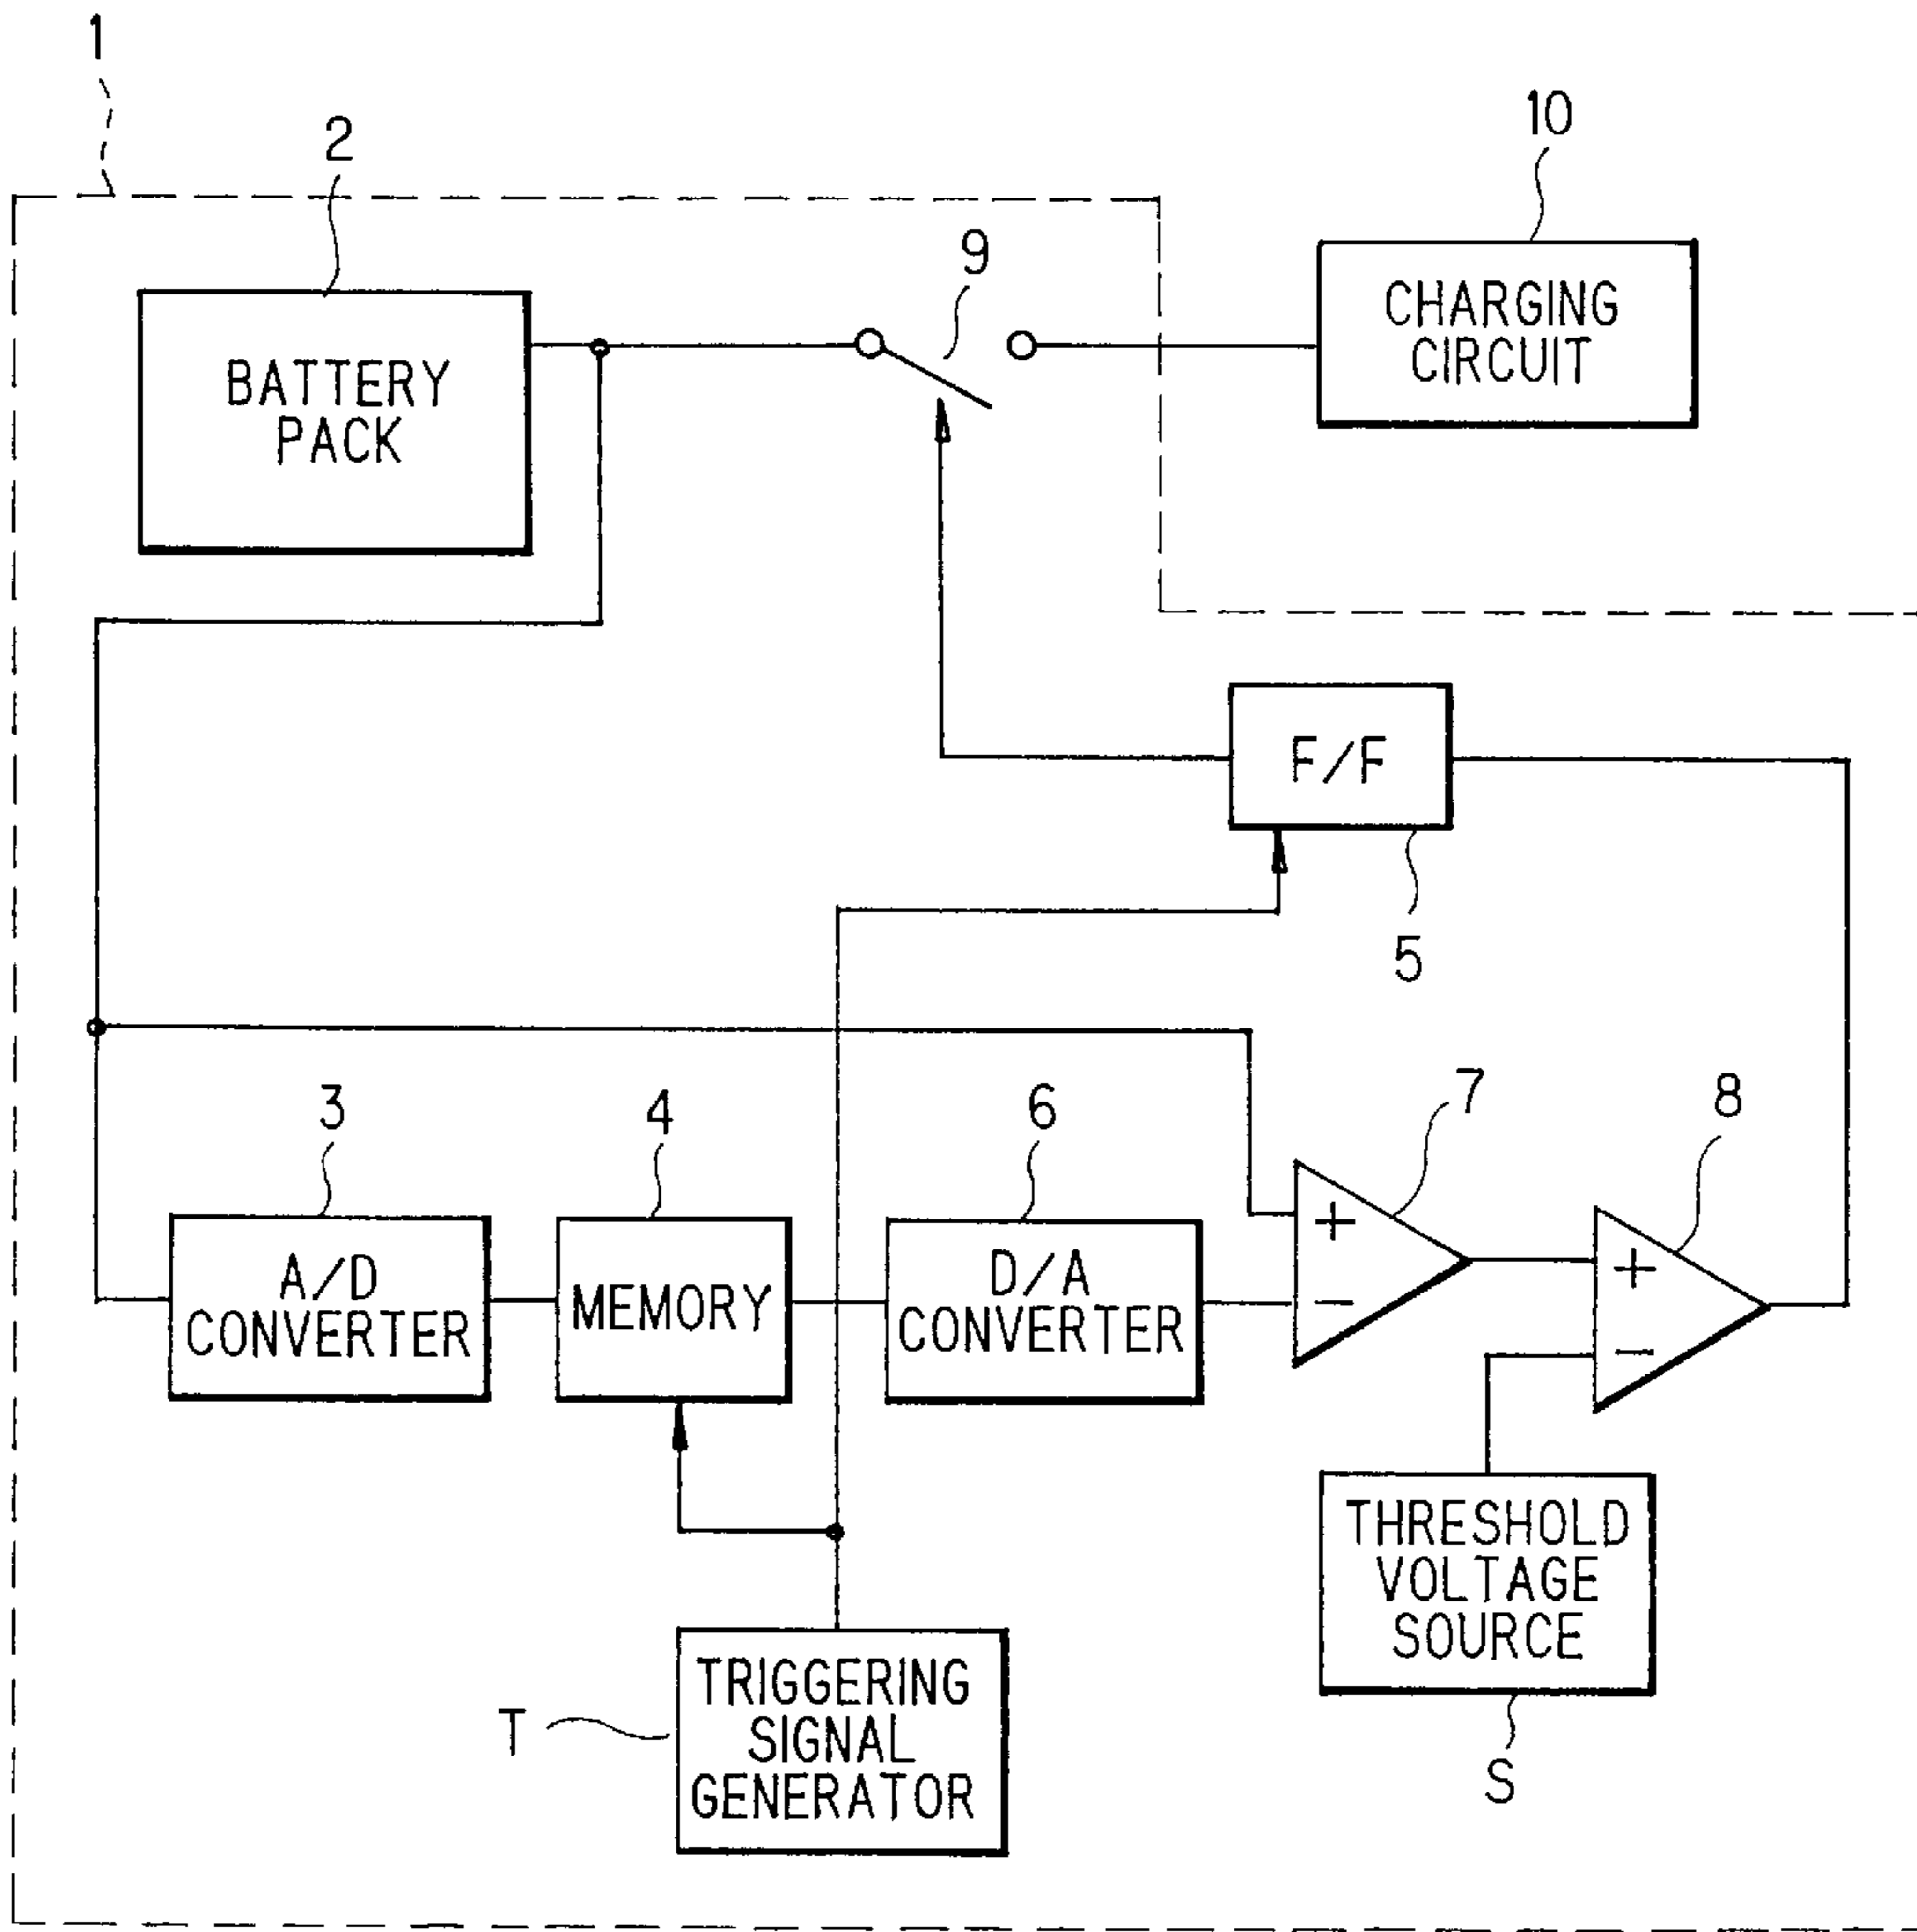 1
2
BATTERY
PACK
9
10
CHARGING
CIRCUIT
F/F
5
3
A/D
CONVERTER
4
MEMORY
6
D/A
CONVERTER
7
+
−
8
+
−
THRESHOLD
VOLTAGE
SOURCE
S
T
TRIGGERING
SIGNAL
GENERATOR